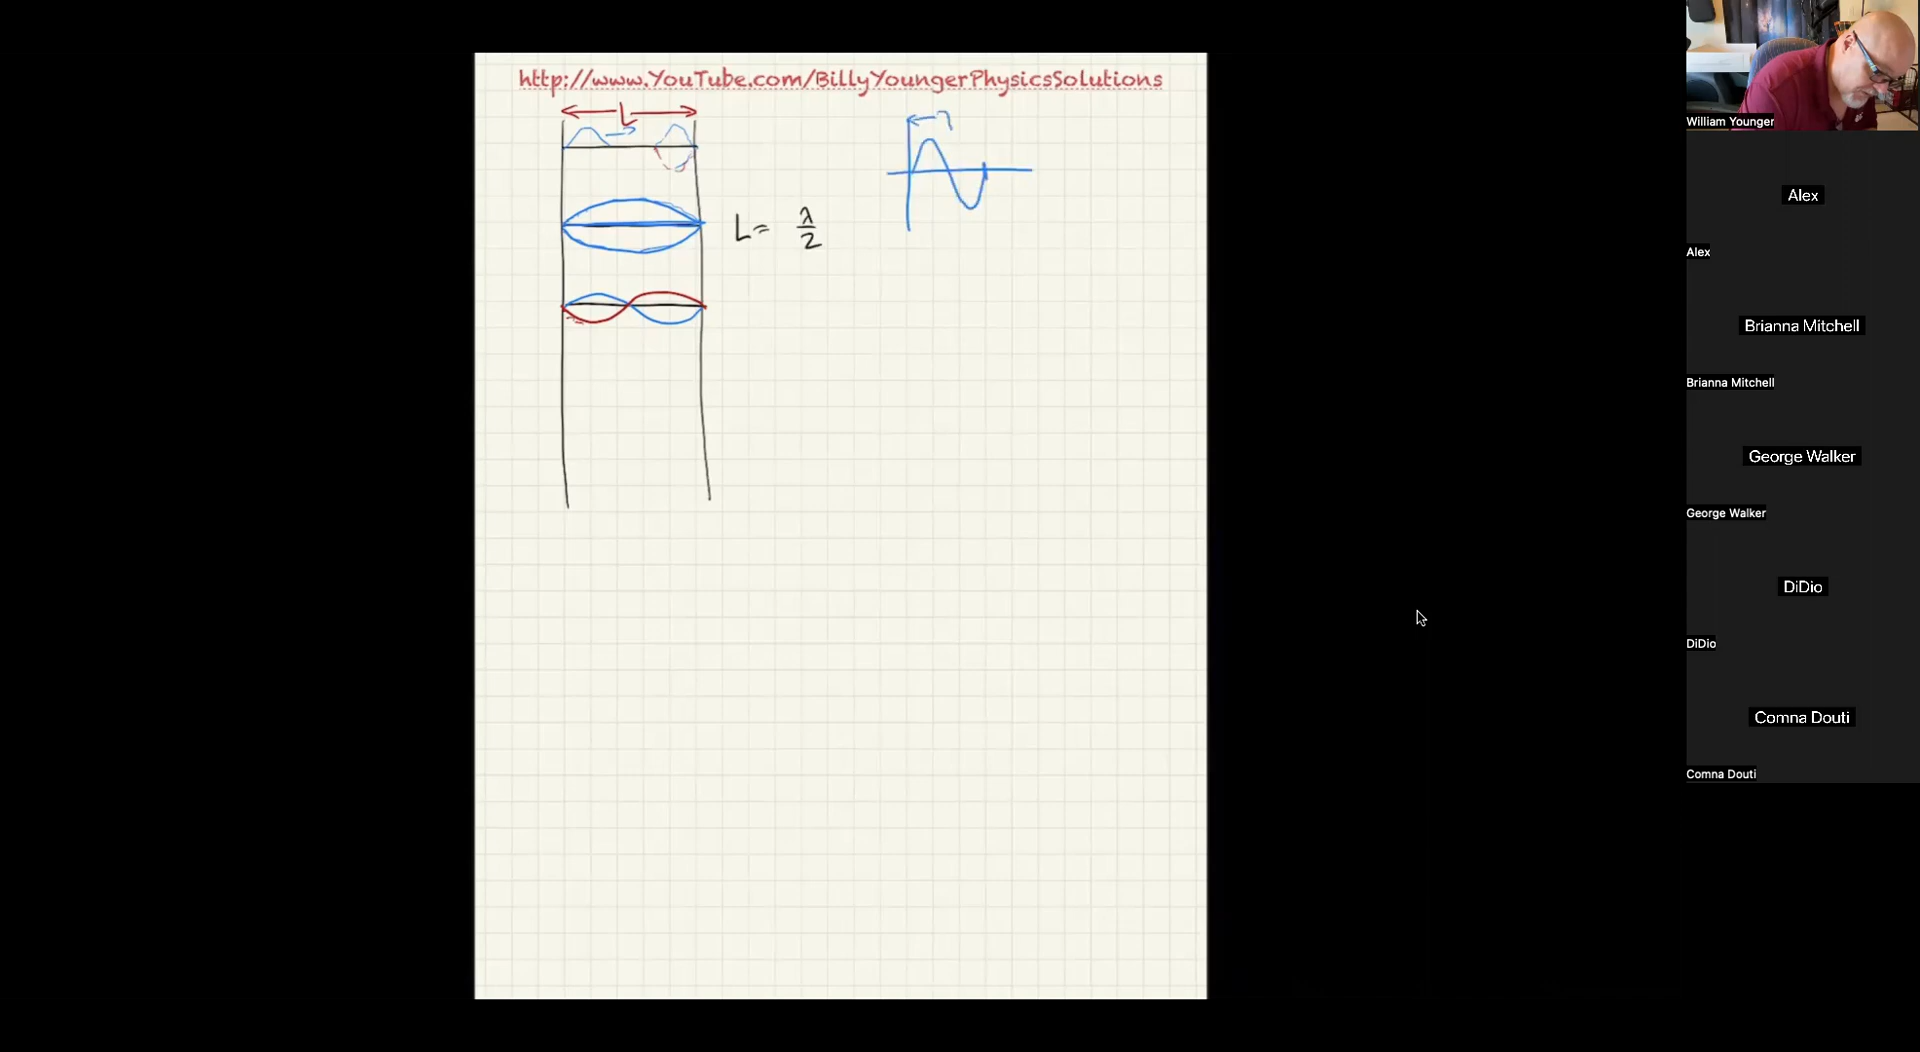 http://www.YouTube.com/BillyYoungerPhysicsSolutions
L
L = λ/2
William Younger
Alex
Alex
Brianna Mitchell
Brianna Mitchell
George Walker
George Walker
DiDio
DiDio
Comna Douti
Comna Douti